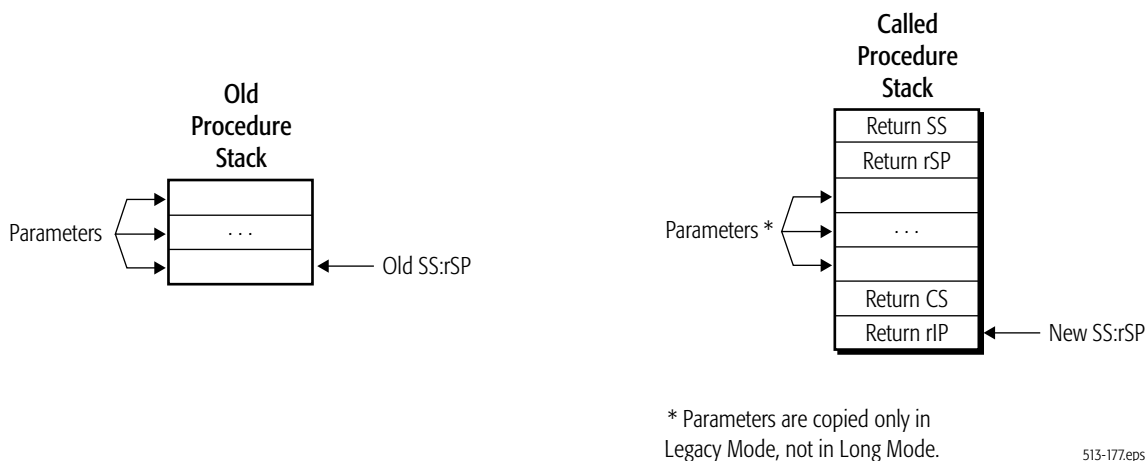 Old
Procedure
Stack
Parameters
. . .
Old SS:rSP
Called
Procedure
Stack
Return SS
Return rSP
Parameters *
. . .
Return CS
Return rIP
New SS:rSP
* Parameters are copied only in
Legacy Mode, not in Long Mode.
513-177.eps